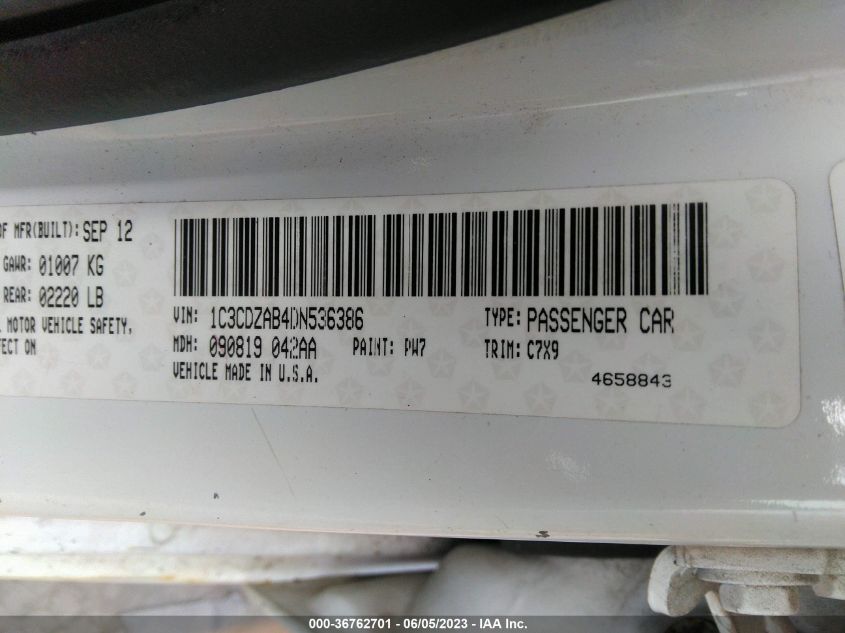 OF MFR(BUILT): SEP 12
GAWR: 01007 KG
REAR: 02220 LB
MOTOR VEHICLE SAFETY,
ON
VIN: 1C3CDZAB4DN536386
TYPE: PASSENGER CAR
MDH: 090819 042AA
PAINT: PW7
TRIM: C7X9
VEHICLE MADE IN U.S.A.
4658843
000-36762701 - 06/05/2023 - IAA Inc.